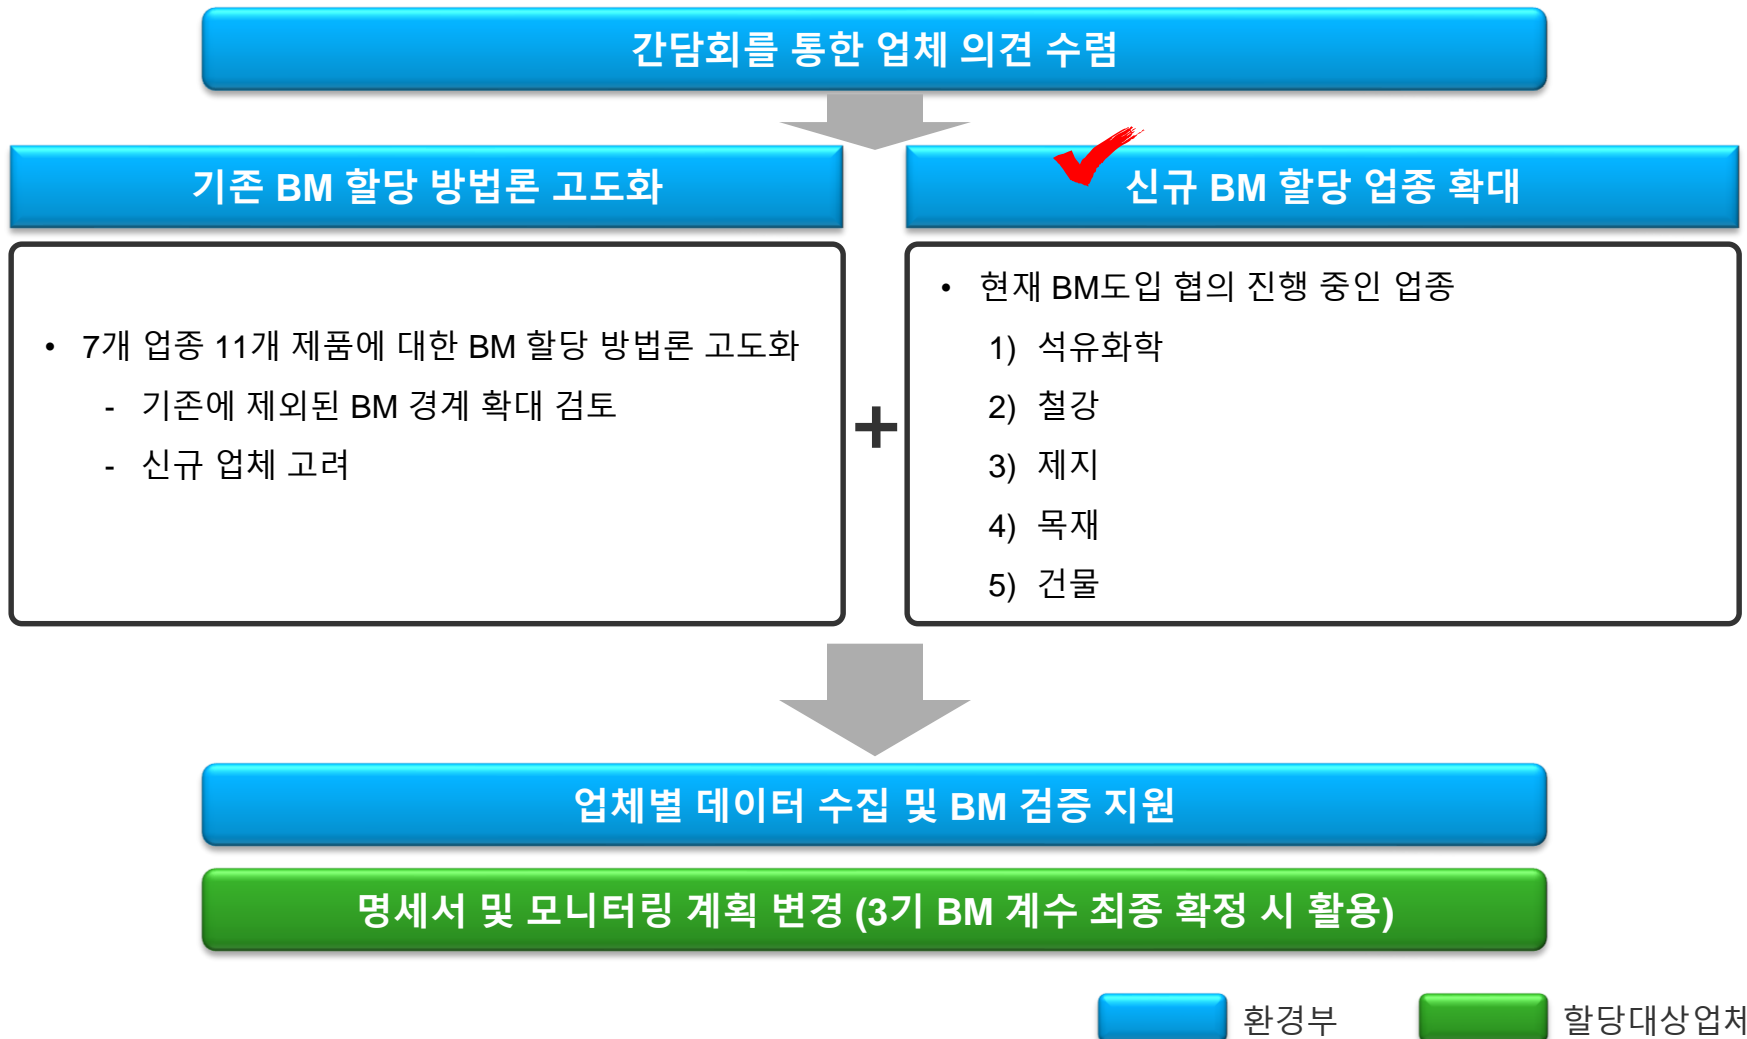 간담회를 통한 업체 의견 수렴
기존 BM 할당 방법론 고도화
• 7개 업종 11개 제품에 대한 BM 할당 방법론 고도화
- 기존에 제외된 BM 경계 확대 검토
- 신규 업체 고려
+
신규 BM 할당 업종 확대
• 현재 BM도입 협의 진행 중인 업종
1) 석유화학
2) 철강
3) 제지
4) 목재
5) 건물
업체별 데이터 수집 및 BM 검증 지원
명세서 및 모니터링 계획 변경 (3기 BM 계수 최종 확정 시 활용)
환경부
할당대상업체